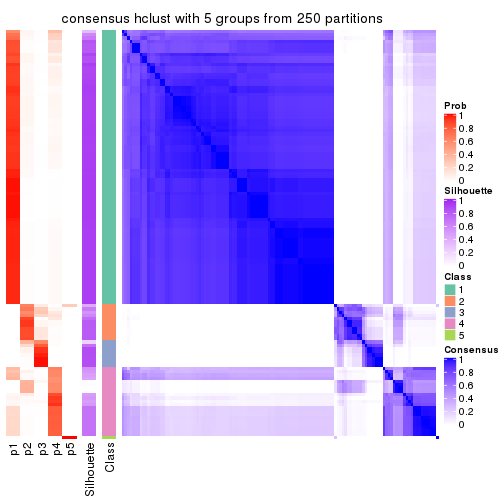 consensus hclust with 5 groups from 250 partitions
Prob
1
0.8
0.6
0.4
0.2
0
Silhouette
1
0.8
0.6
0.4
0.2
0
Class
1
2
3
4
5
Consensus
1
0.8
0.6
0.4
0.2
0
p1
p2
p3
p4
p5
Silhouette
Class